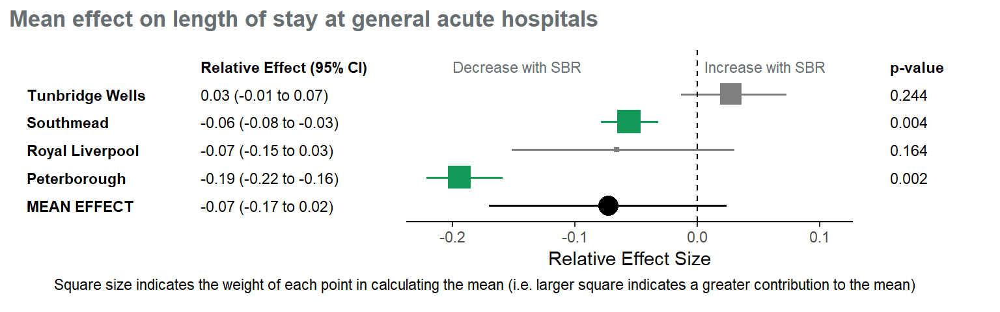 Mean effect on length of stay at general acute hospitals
Relative Effect (95% CI) Decrease with SBR Increase with SBR p-value
Tunbridge Wells 0.03 (-0.01 to 0.07) 0.244
Southmead -0.06 (-0.08 to -0.03) 0.004
Royal Liverpool -0.07 (-0.15 to 0.03) 0.164
Peterborough -0.19 (-0.22 to -0.16) 0.002
MEAN EFFECT -0.07 (-0.17 to 0.02)
-0.2 -0.1 0.0 0.1
Relative Effect Size
Square size indicates the weight of each point in calculating the mean (i.e. larger square indicates a greater contribution to the mean)